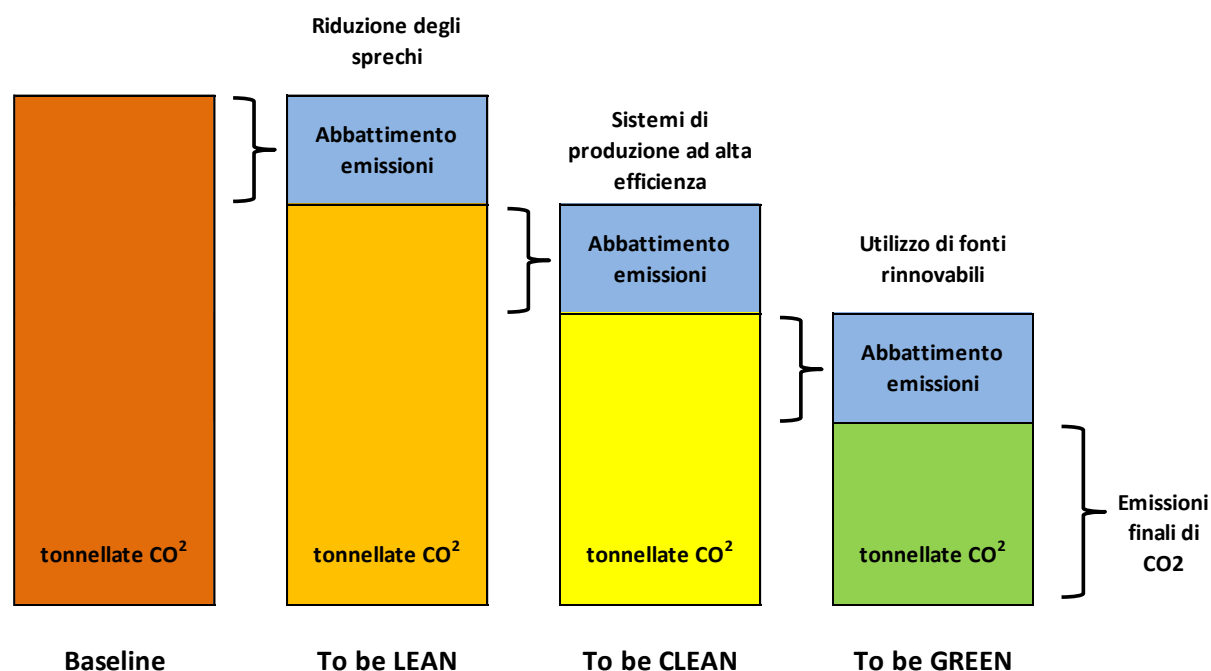 Riduzione degli
sprechi
Abbattimento
emissioni
Sistemi di
produzione ad alta
efficienza
Abbattimento
emissioni
Utilizzo di fonti
rinnovabili
Abbattimento
emissioni
tonnellate CO²
tonnellate CO²
tonnellate CO²
tonnellate CO²
Emissioni
finali di
CO2
Baseline
To be LEAN
To be CLEAN
To be GREEN